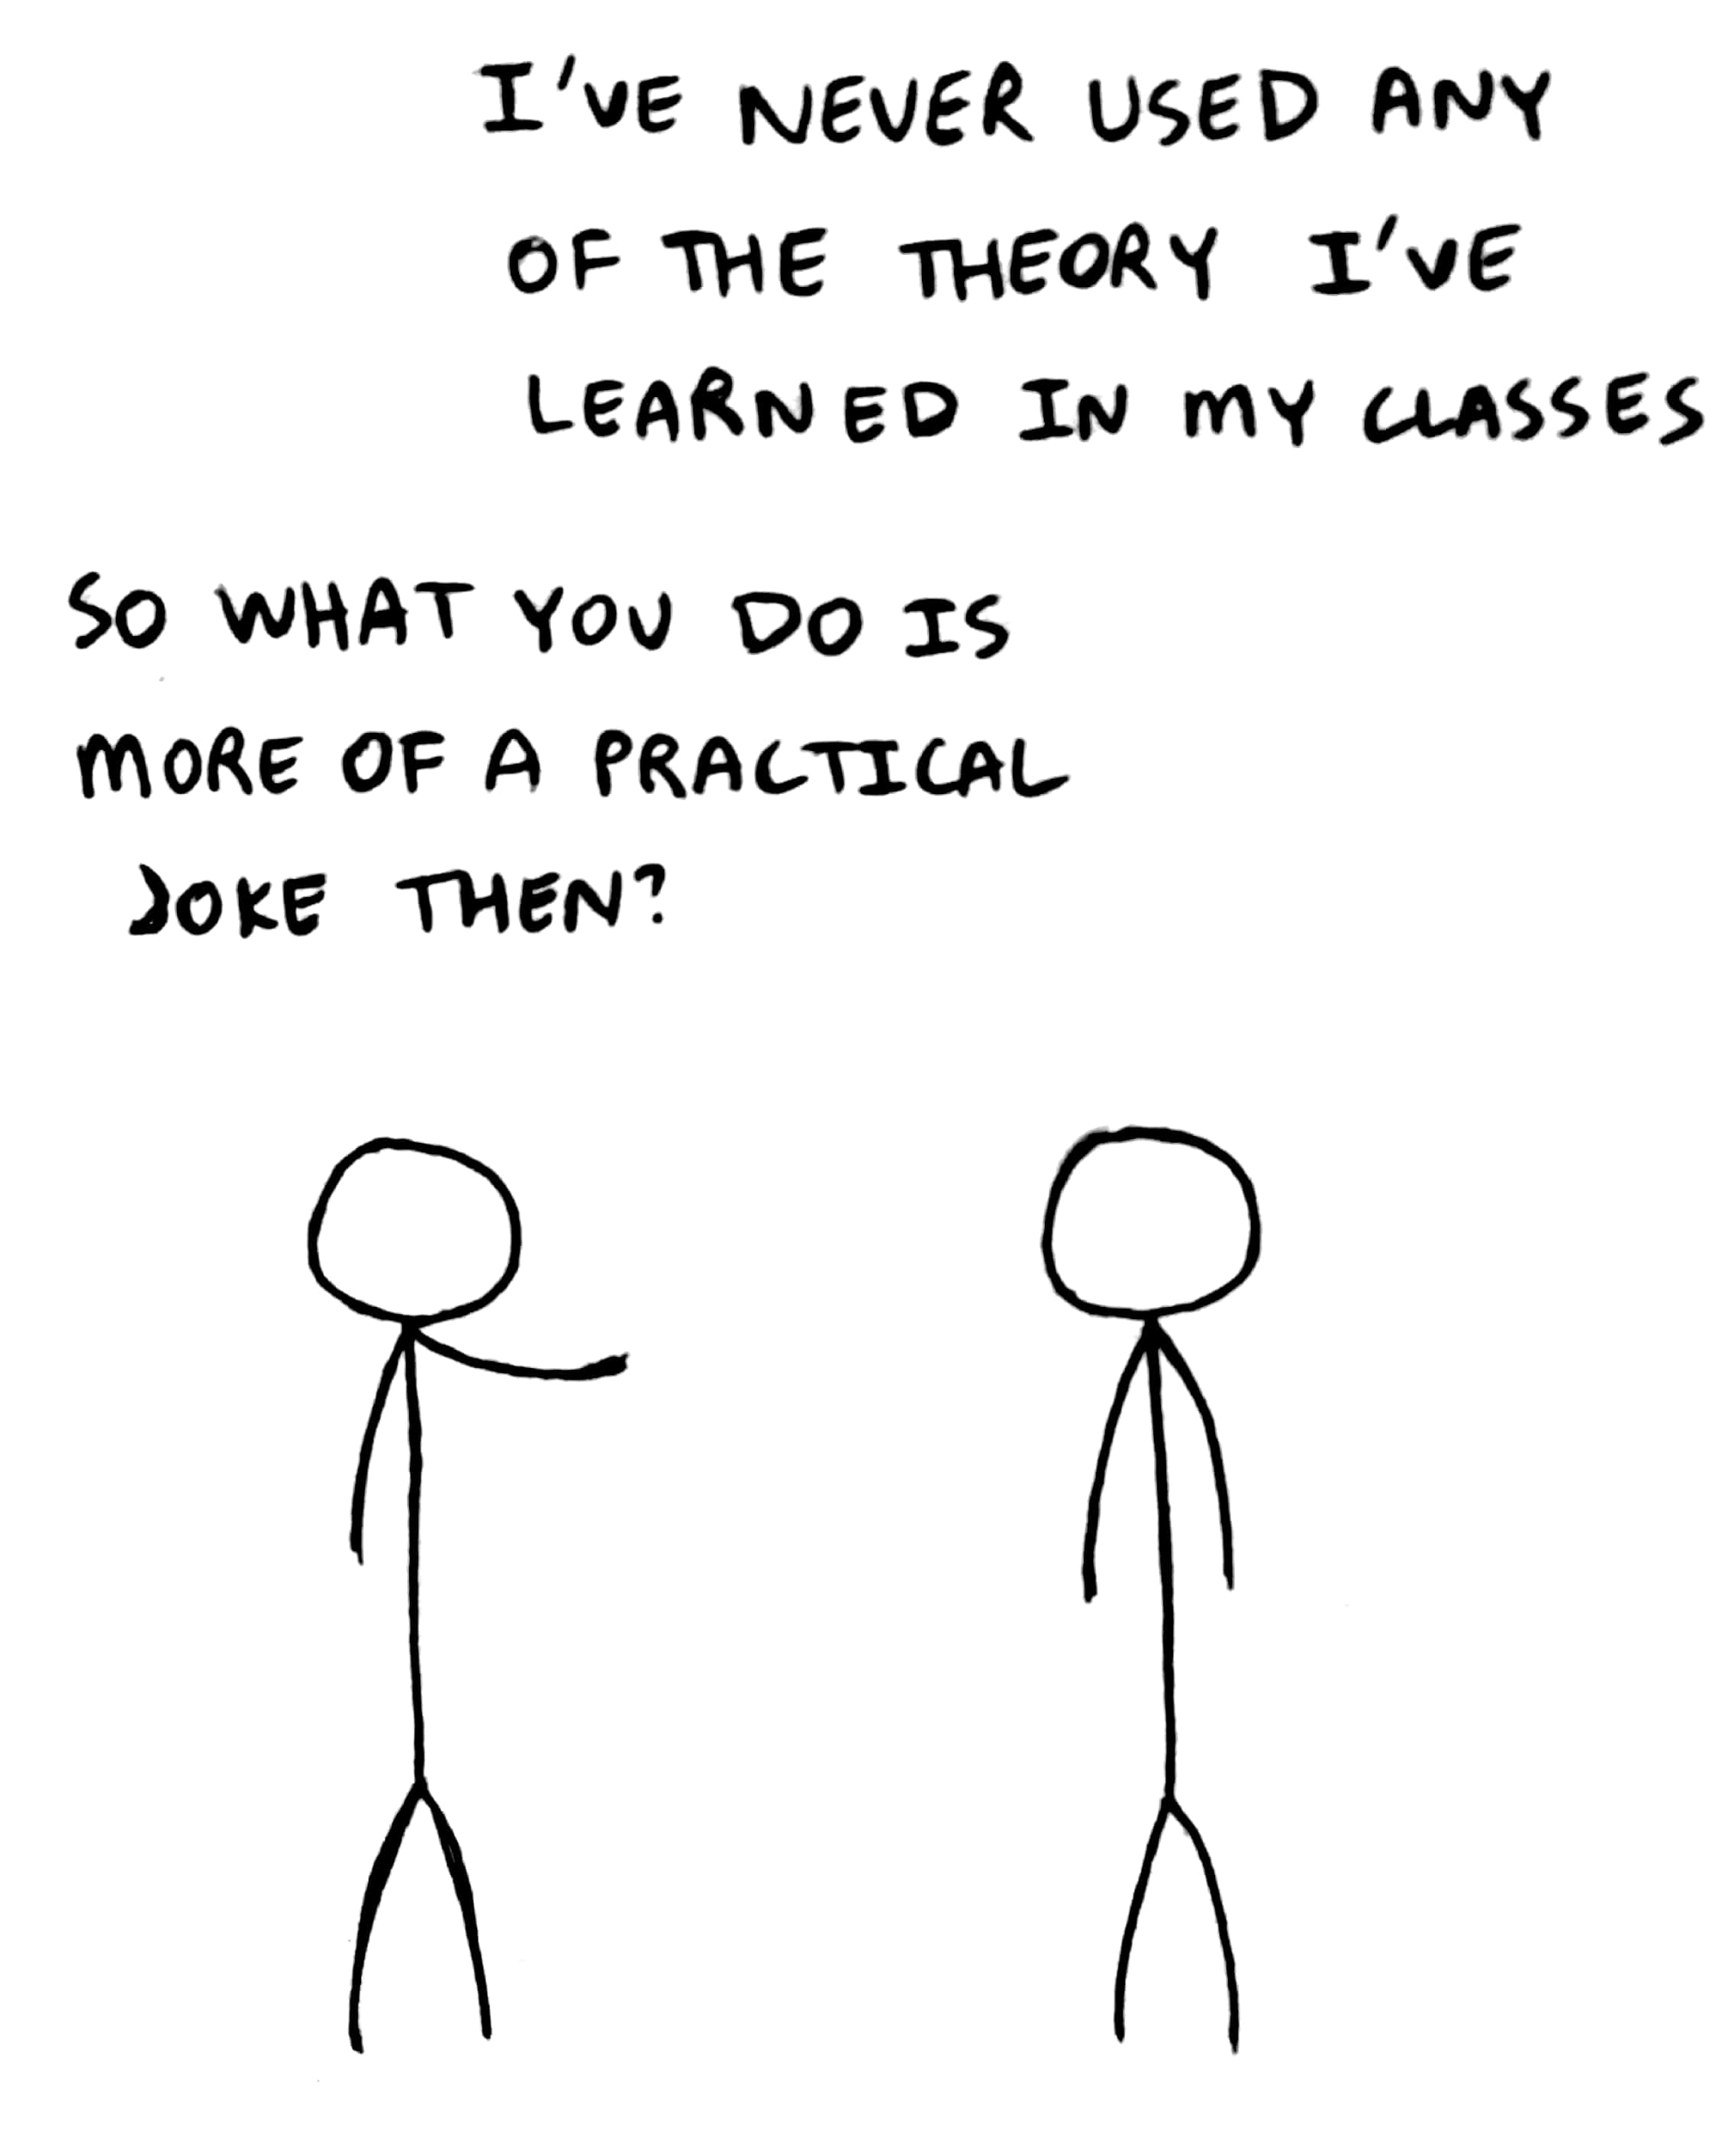 I'VE NEVER USED ANY
OF THE THEORY I'VE
LEARNED IN MY CLASSES
SO WHAT YOU DO IS
MORE OF A PRACTICAL
JOKE THEN?